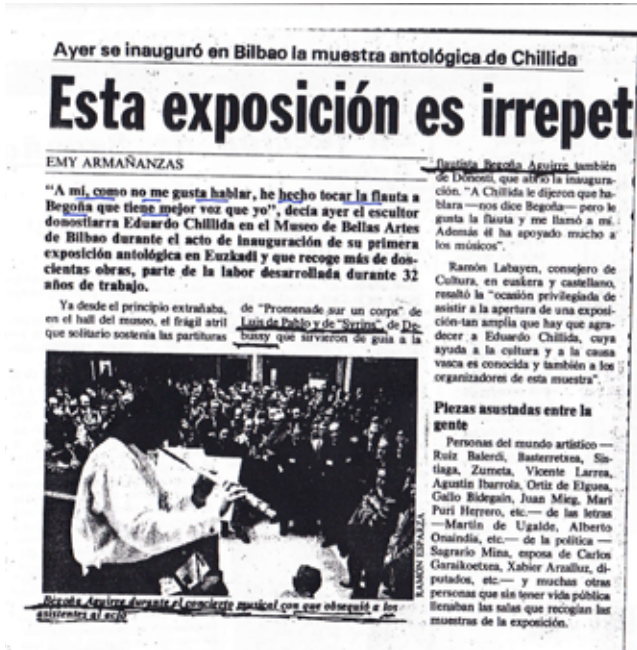 Ayer se inauguró en Bilbao la muestra antológica de Chillida
Esta exposición es irrepet
EMY ARMAÑANZAS
"A mí, como no me gusta hablar, he hecho tocar la flauta a
Begoña que tiene mejor voz que yo", decía ayer el escultor
donostiarra Eduardo Chillida en el Museo de Bellas Artes
de Bilbao durante el acto de inauguración de su primera
exposición antológica en Euzkadi y que recoge más de dos-
cientas obras, parte de la labor desarrollada durante 32
años de trabajo.
Ya desde el principio extrañaba,
en el hall del museo, el frágil atril
que solitario sostenía las partituras
de "Promenade sur un corps" de
Luis de Pablo y de "Syrins", de De-
bussy que sirvieron de guía a la
flautista Begoña Aguirre también
de Donosti, que abrió la inaugura-
ción. "A Chillida le dijeron que ha-
blara —nos dice Begoña— pero le
gusta la flauta y me llamó a mí.
Además él ha apoyado mucho a
los músicos".
Ramón Labayen, consejero de
Cultura, en euskera y castellano,
resaltó la "ocasión privilegiada de
asistir a la apertura de una exposi-
ción tan amplia que hay que agra-
decer a Eduardo Chillida, cuya
ayuda a la cultura y a la causa
vasca es conocida y también a los
organizadores de esta muestra".
Piezas asustadas entre la
gente
Personas del mundo artístico —
Ruiz Balerdi, Basterretxea, Sis-
tiaga, Zumeta, Vicente Larrea,
Agustín Ibarrola, Ortiz de Elguea,
Gallo Bidegain, Juan Mieg, Mari
Puri Herrero, etc.— de las letras
—Martín de Ugalde, Alberto
Onaindía, etc.— de la política —
Sagrario Mina, esposa de Carlos
Garaikoetxea, Xabier Arzalluz, di-
putados, etc.— y muchas otras
personas que sin tener vida pública
llenaban las salas que recogían las
muestras de la exposición.
RAMON ESPARZA
Begoña Aguirre durante el concierto musical con que obsequió a los
asistentes al acto